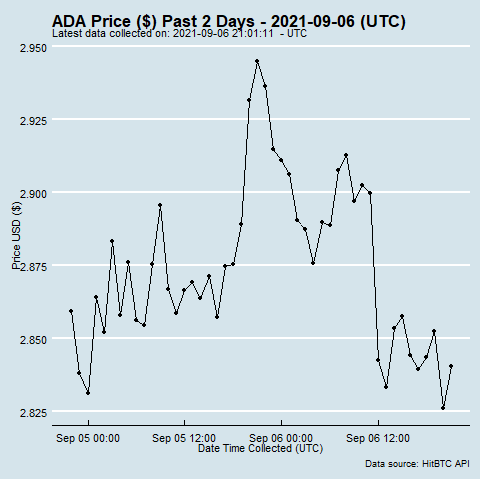 ADA Price ($) Past 2 Days - 2021-09-06 (UTC)
Latest data collected on: 2021-09-06 21:01:11  - UTC
2.950
2.925
2.900
2.875
2.850
2.825
Price USD ($)
Sep 05 00:00 Sep 05 12:00 Sep 06 00:00 Sep 06 12:00
Date Time Collected (UTC)
Data source: HitBTC API